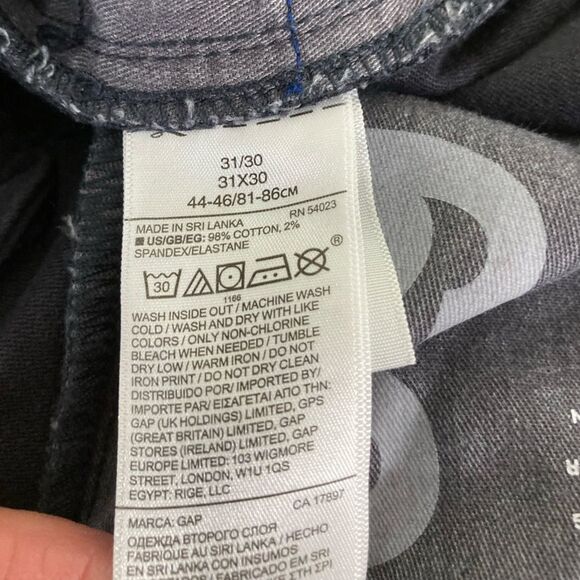 31/30
31X30
44-46/81-86см
RN 54023
MADE IN SRI LANKA
US/GB/EG: 98% COTTON, 2%
SPANDEX/ELASTANE
30
®
1166
WASH INSIDE OUT / MACHINE WASH
COLD / WASH AND DRY WITH LIKE
COLORS / ONLY NON-CHLORINE
BLEACH WHEN NEEDED / TUMBLE
DRY LOW / WARM IRON / DO NOT
IRON PRINT / DO NOT DRY CLEAN
DISTRIBUIDO POR/IMPORTED BY/
IMPORTE PAR/ ΕΙΣΑΓΕΤΑΙ ΑΠΟ ΤΗΝ:
GAP (UK HOLDINGS) LIMITED, GPS
(GREAT BRITAIN) LIMITED, GAP
STORES (IRELAND) LIMITED, GAP
EUROPE LIMITED: 103 WIGMORE
STREET, LONDON, W1U 1QS
EGYPT: RIGE, LLC
CA 17897
MARCA: GAP
ОДЕЖДА ВТОРОГО СЛОЯ
FABRIQUE AU SRI LANKA / HECHO
EN SRI LANKA CON INSUMOS
/ FABRICADO EM SRI